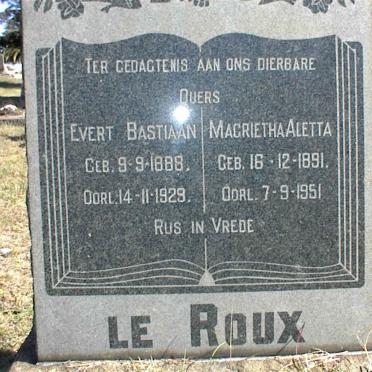 TER GEDAGTENIS AAN ONS DIERBARE
OUERS
EVERT BASTIAAN
GEB. 9-9-1889.
OORL. 14-11-1929.
MAGRIETHA ALETTA
GEB. 16-12-1891.
OORL. 7-9-1951
RUS IN VREDE
LE ROUX